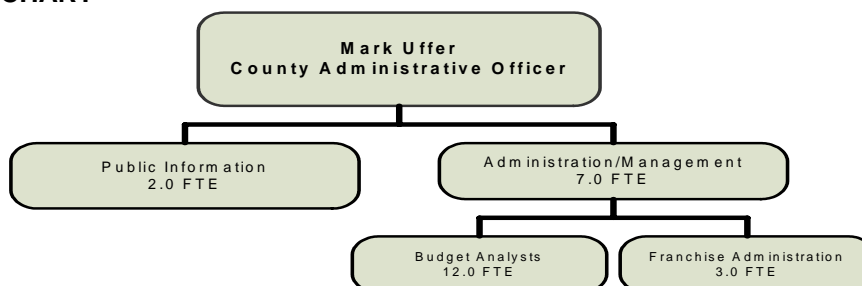 CHART
Mark Uffer
County Administrative Officer
Public Information
2.0 FTE
Administration/Management
7.0 FTE
Budget Analysts
12.0 FTE
Franchise Administration
3.0 FTE